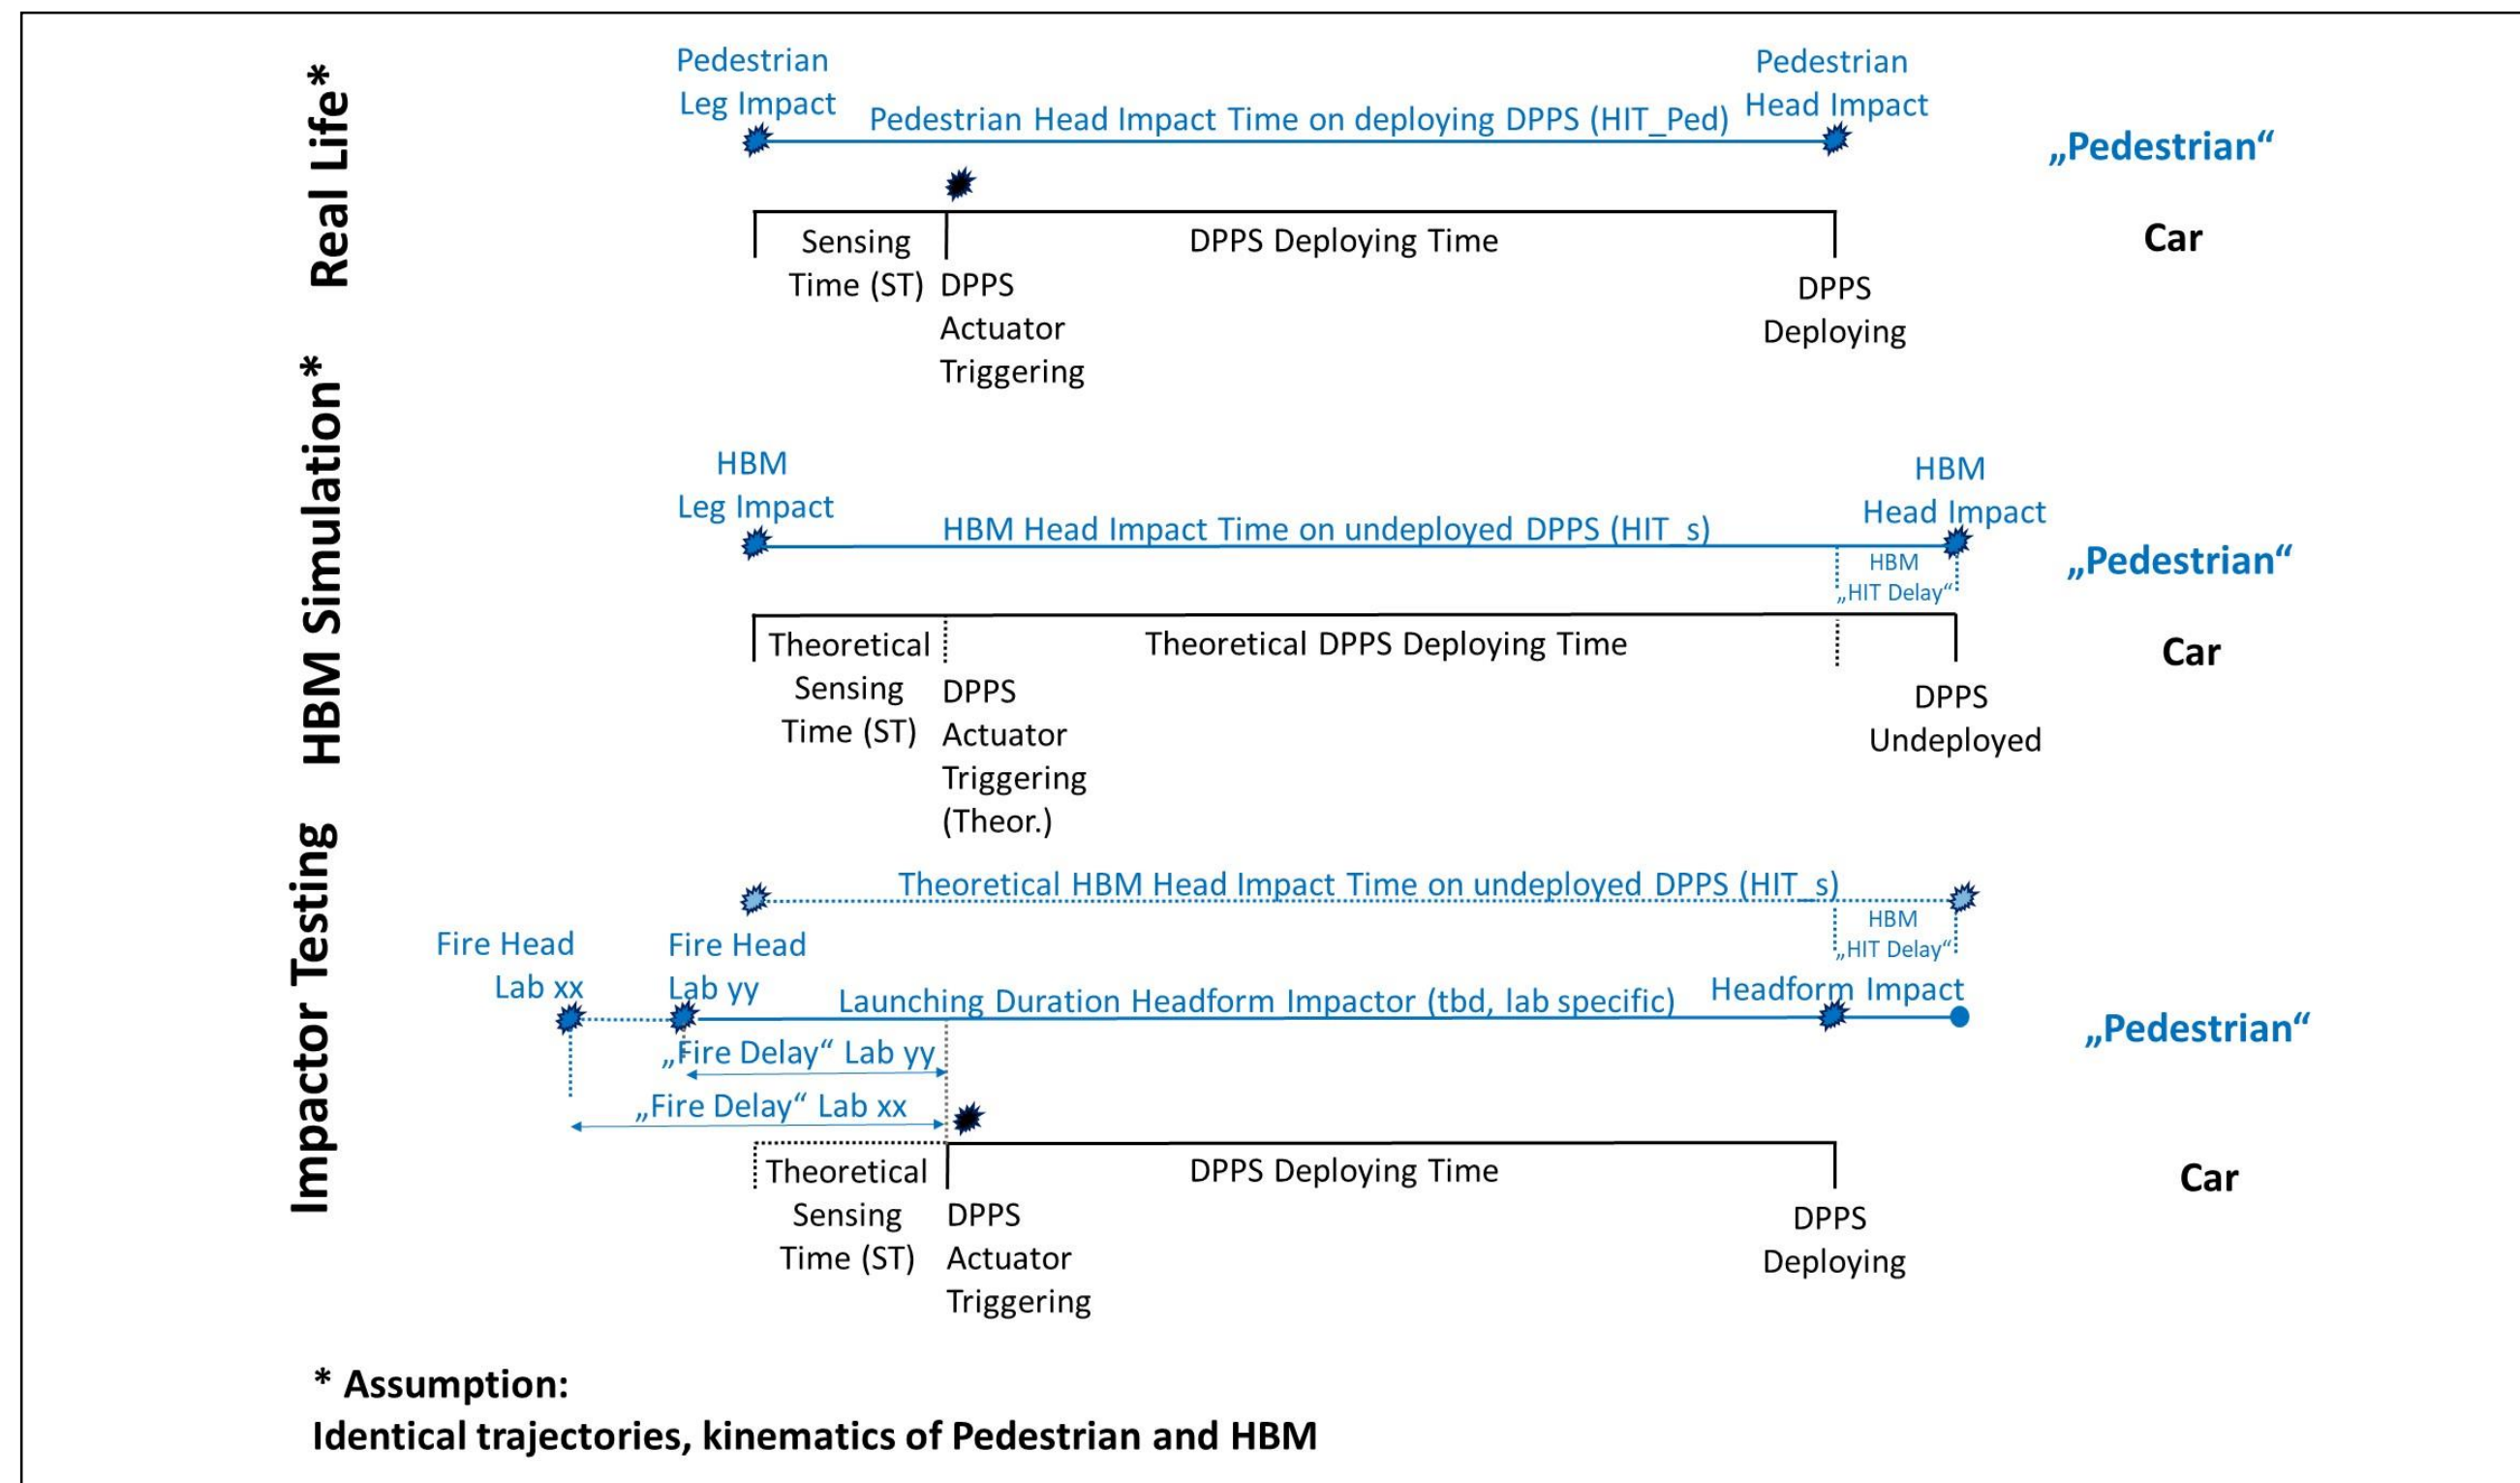 Real Life*
Pedestrian
Leg Impact
Pedestrian Head Impact Time on deploying DPPS (HIT_Ped)
Pedestrian
Head Impact
„Pedestrian“
Sensing
Time (ST)
DPPS
Actuator
Triggering
DPPS Deploying Time
DPPS
Deploying
Car
HBM Simulation*
HBM
Leg Impact
HBM Head Impact Time on undeployed DPPS (HIT_s)
HBM
Head Impact
HBM
„HIT Delay“
„Pedestrian“
Theoretical
Sensing
Time (ST)
DPPS
Actuator
Triggering
(Theor.)
Theoretical DPPS Deploying Time
DPPS
Undeployed
Car
Impactor Testing
Theoretical HBM Head Impact Time on undeployed DPPS (HIT_s)
HBM
„HIT Delay“
Fire Head
Lab xx
Fire Head
Lab yy
Launching Duration Headform Impactor (tbd, lab specific)
Headform Impact
„Pedestrian“
„Fire Delay“ Lab yy
„Fire Delay“ Lab xx
Theoretical
Sensing
Time (ST)
DPPS
Actuator
Triggering
DPPS Deploying Time
DPPS
Deploying
Car
* Assumption:
Identical trajectories, kinematics of Pedestrian and HBM